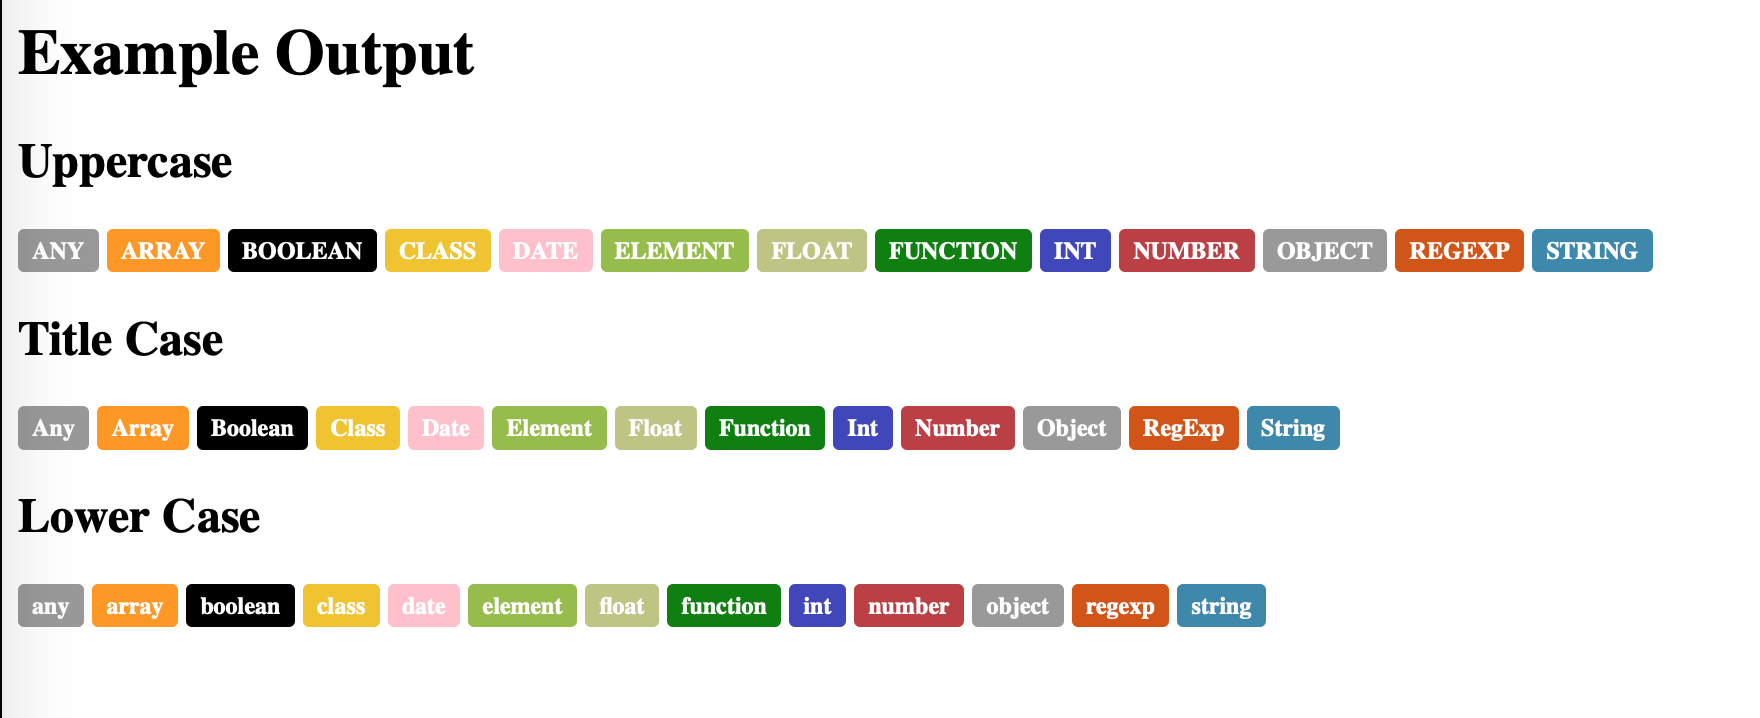 Example Output
Uppercase
ANY ARRAY BOOLEAN CLASS DATE ELEMENT FLOAT FUNCTION INT NUMBER OBJECT REGEXP STRING
Title Case
Any Array Boolean Class Date Element Float Function Int Number Object RegExp String
Lower Case
any array boolean class date element float function int number object regexp string